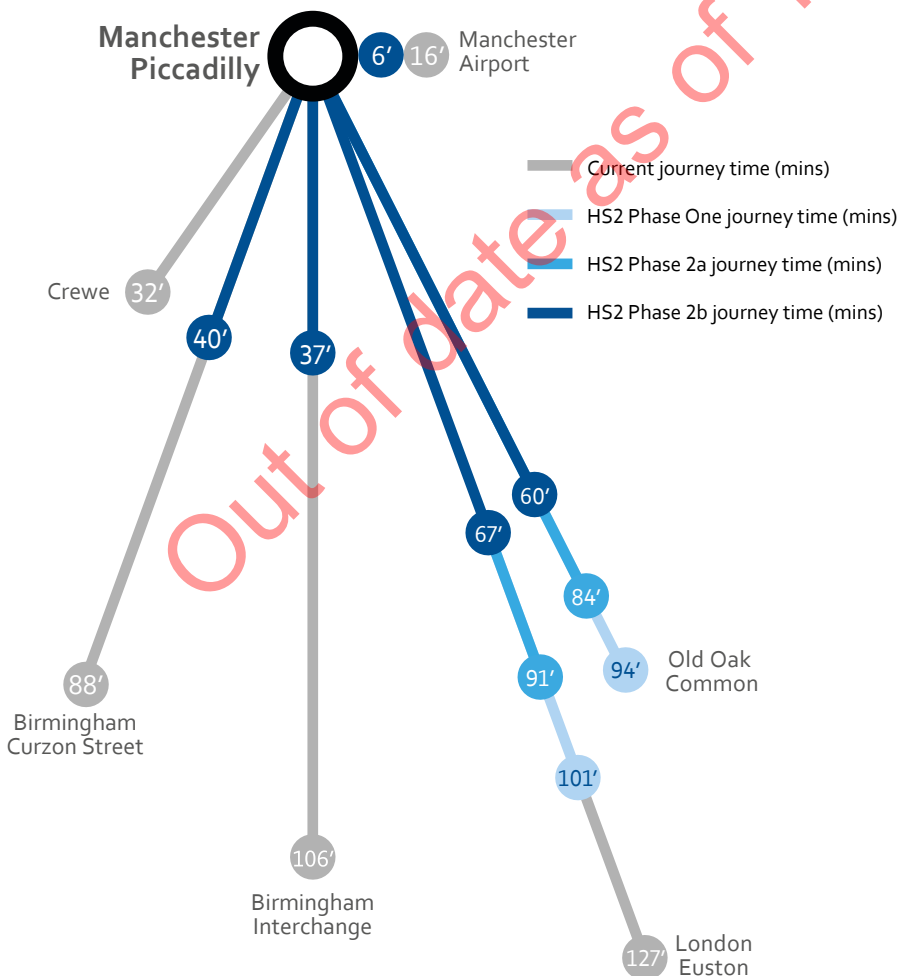 Manchester
Piccadilly
6’ 16’
Manchester
Airport
Current journey time (mins)
HS2 Phase One journey time (mins)
HS2 Phase 2a journey time (mins)
HS2 Phase 2b journey time (mins)
Crewe 32’
40’
37’
60’
67’
84’
91’
94’
Old Oak
Common
88’
Birmingham
Curzon Street
101’
106’
Birmingham
Interchange
127’
London
Euston
Out of date as of